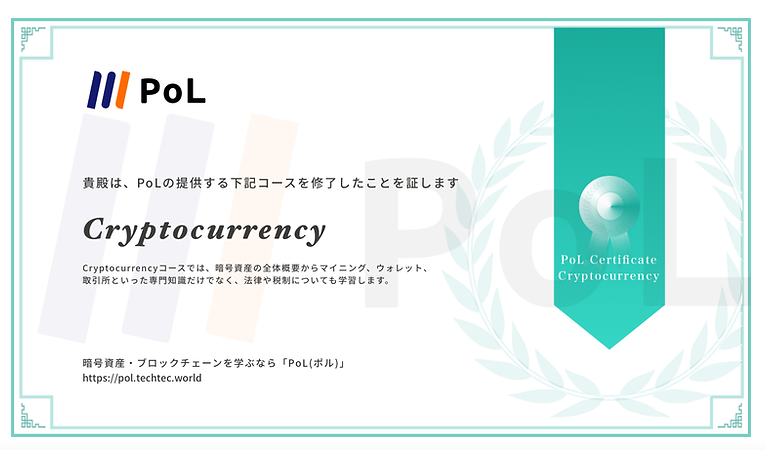 PoL
貴殿は、PoLの提供する下記コースを修了したことを証します
Cryptocurrency
Cryptocurrencyコースでは、暗号資産の全体概要からマイニング、ウォレット、
取引所といった専門知識だけでなく、法律や税制についても学習します。
PoL Certificate
Cryptocurrency
暗号資産・ブロックチェーンを学ぶなら「PoL(ポル)」
https://pol.techtec.world
PoL